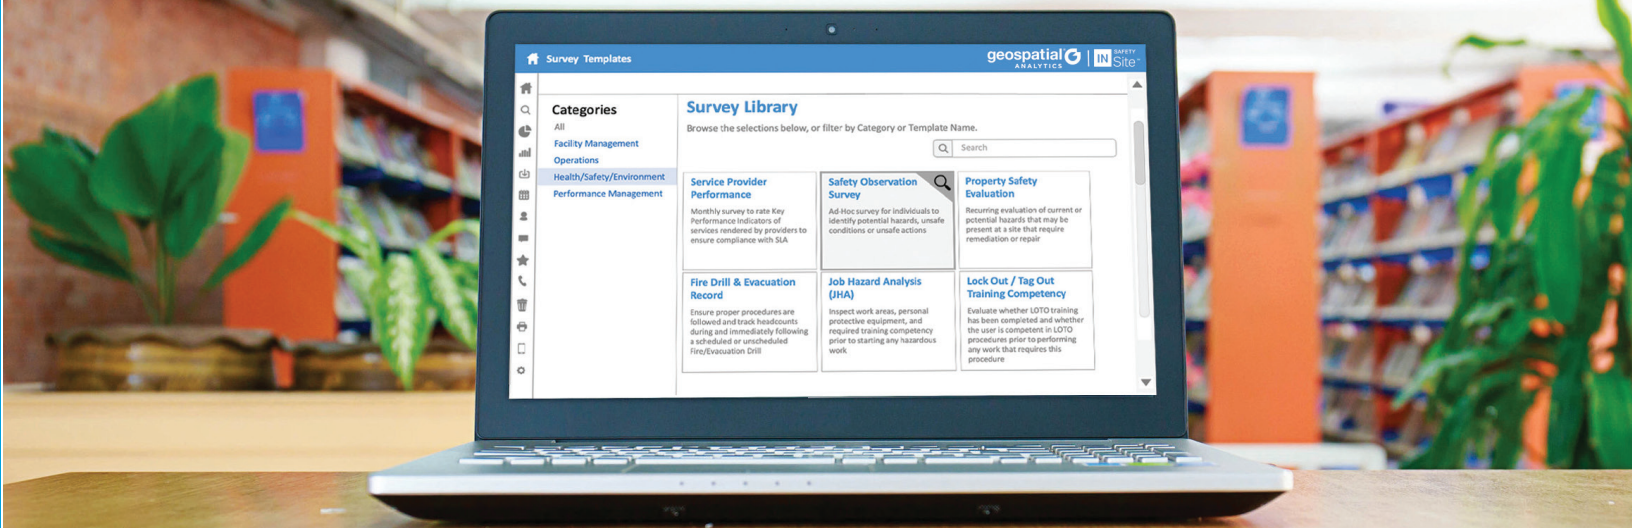 Survey Templates
geospatial
ANALYTICS
IN
SAFETY
Site
Categories
All
Facility Management
Operations
Health/Safety/Environment
Performance Management
Survey Library
Browse the selections below, or filter by Category or Template Name.
Search
Service Provider
Performance
Monthly survey to rate Key
Performance Indicators of
services rendered by providers to
ensure compliance with SLA
Safety Observation
Survey
Ad-Hoc survey for individuals to
identify potential hazards, unsafe
conditions or unsafe actions
Property Safety
Evaluation
Recurring evaluation of current or
potential hazards that may be
present at a site that require
remediation or repair
Fire Drill & Evacuation
Record
Ensure proper procedures are
followed and track headcounts
during and immediately following
a scheduled or unscheduled
Fire/Evacuation Drill
Job Hazard Analysis
(JHA)
Inspect work areas, personal
protective equipment, and
required training competency
prior to starting any hazardous
work
Lock Out / Tag Out
Training Competency
Evaluate whether LOTO training
has been completed and whether
the user is competent in LOTO
procedures prior to performing
any work that requires this
procedure